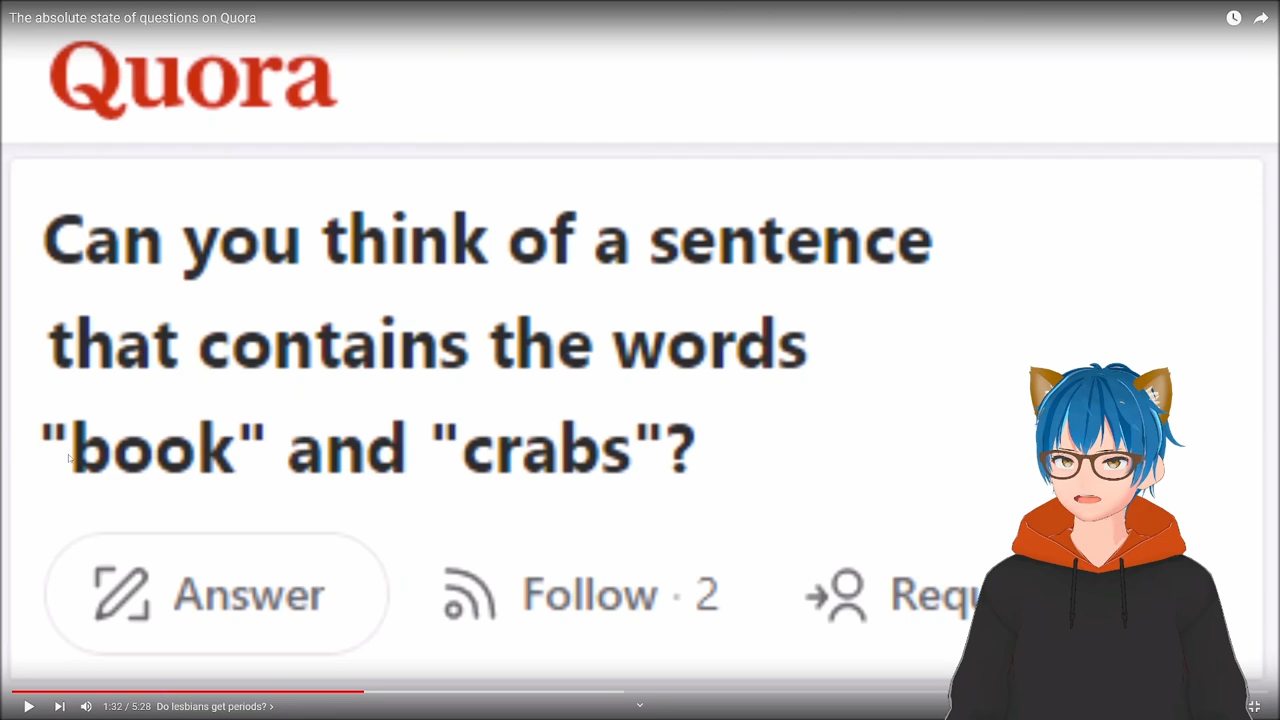 The absolute state of questions on Quora
Quora
Can you think of a sentence
that contains the words
"book" and "crabs"?
Answer
Follow · 2
Requ
1:32 / 5:28 Do lesbians get periods? ›